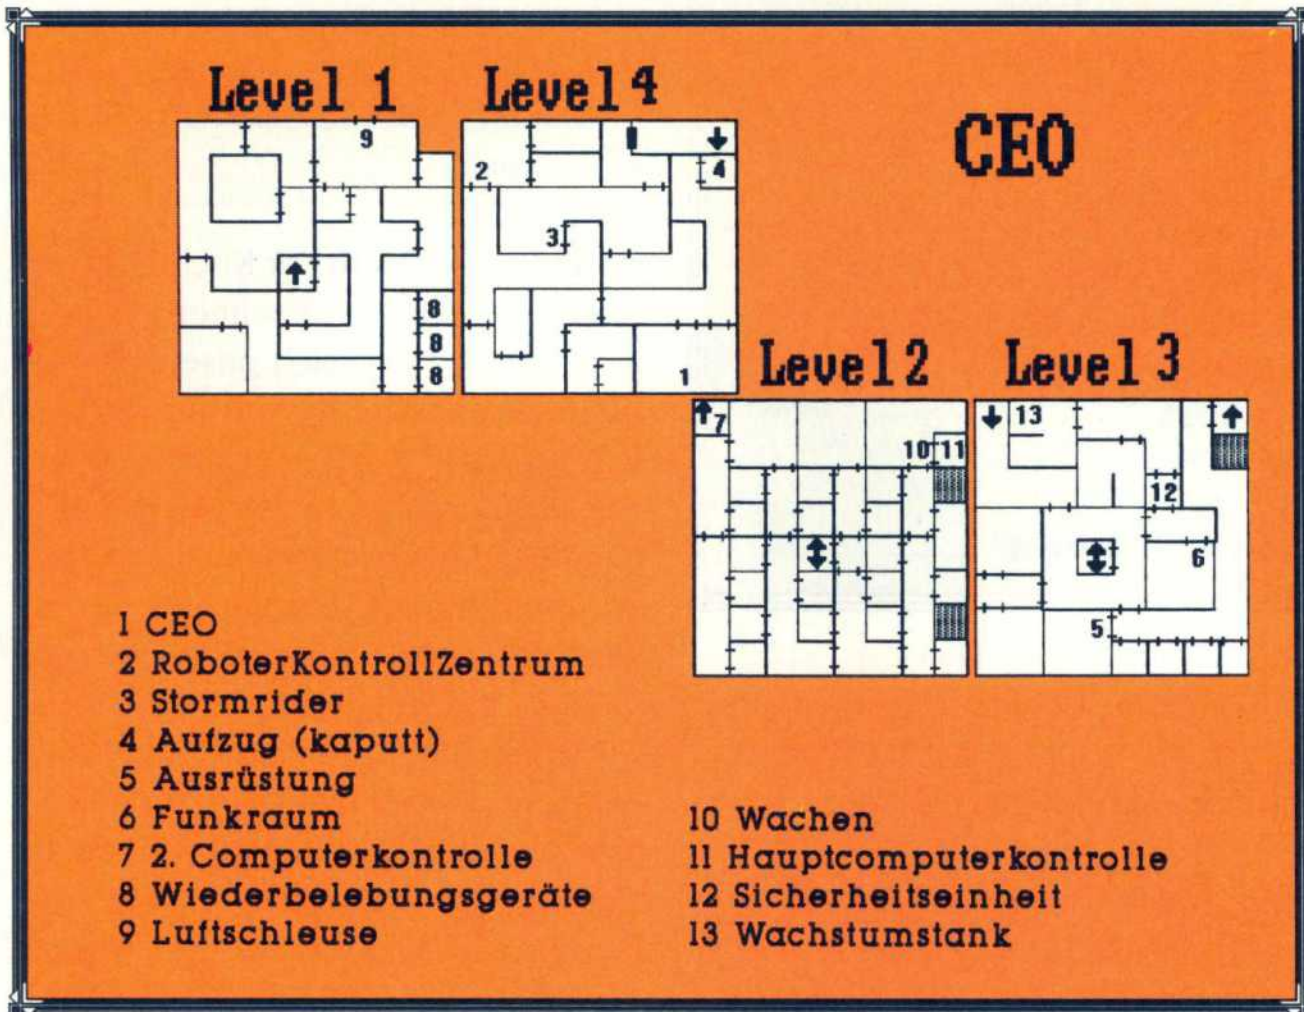 Level 1 Level 4
CEO
9
2
4
3
8
8
8
1
Level 2 Level 3
7
10 11
13
12
6
5
1 CEO
2 RoboterKontrollZentrum
3 Stormrider
4 Aufzug (kaputt)
5 Ausrüstung
6 Funkraum
7 2. Computerkontrolle
8 Wiederbelebungsgeräte
9 Luftschleuse
10 Wachen
11 Hauptcomputerkontrolle
12 Sicherheitseinheit
13 Wachstumstank